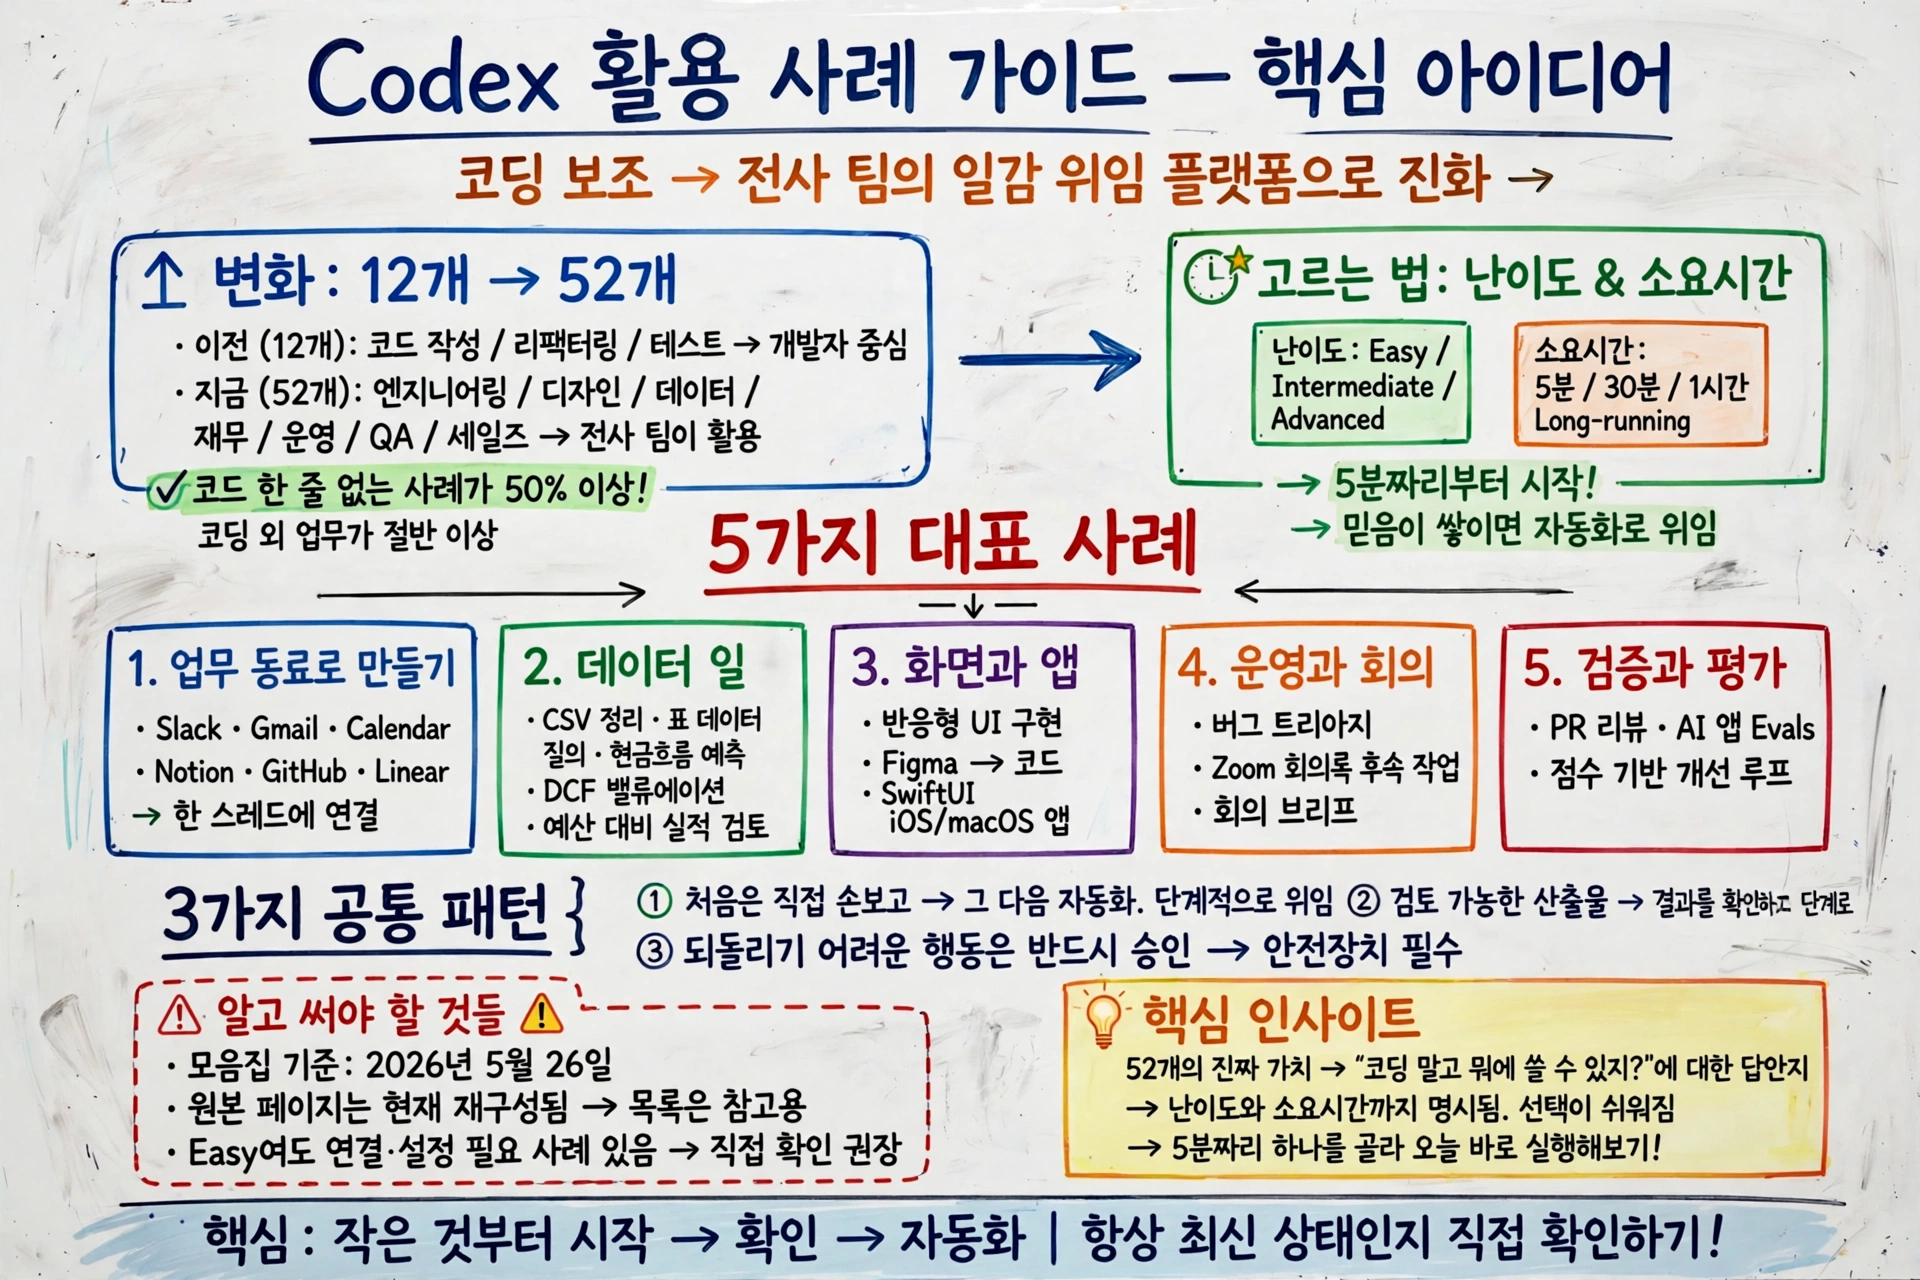 Codex 활용 사례 가이드 — 핵심 아이디어
코딩 보조 → 전사 팀의 일감 위임 플랫폼으로 진화 →
↑ 변화: 12개 → 52개
· 이전 (12개): 코드 작성 / 리팩터링 / 테스트 → 개발자 중심
· 지금 (52개): 엔지니어링 / 디자인 / 데이터 /
재무 / 운영 / QA / 세일즈 → 전사 팀이 활용
✓ 코드 한 줄 없는 사례가 50% 이상!
코딩 외 업무가 절반 이상
고르는 법: 난이도 & 소요시간
난이도: Easy /
Intermediate /
Advanced
소요시간:
5분 / 30분 / 1시간
Long-running
→ 5분짜리부터 시작!
→ 믿음이 쌓이면 자동화로 위임
5가지 대표 사례
1. 업무 동료로 만들기
· Slack · Gmail · Calendar
· Notion · GitHub · Linear
→ 한 스레드에 연결
2. 데이터 일
· CSV 정리 · 표 데이터
질의 · 현금흐름 예측
· DCF 밸류에이션
· 예산 대비 실적 검토
3. 화면과 앱
· 반응형 UI 구현
· Figma → 코드
· SwiftUI
iOS/macOS 앱
4. 운영과 회의
· 버그 트리아지
· Zoom 회의록 후속 작업
· 회의 브리프
5. 검증과 평가
· PR 리뷰 · AI 앱 Evals
· 점수 기반 개선 루프
3가지 공통 패턴
① 처음은 직접 손보고 → 그 다음 자동화. 단계적으로 위임 ② 검토 가능한 산출물 → 결과를 단계로
③ 되돌리기 어려운 행동은 반드시 승인 → 안전장치 필수
알고 써야 할 것들
· 모음집 기준: 2026년 5월 26일
· 원본 페이지는 현재 재구성됨 → 목록은 참고용
· Easy여도 연결·설정 필요 사례 있음 → 직접 확인 권장
핵심 인사이트
52개의 진짜 가치 → “코딩 말고 뭐에 쓸 수 있지?”에 대한 답안지
→ 난이도와 소요시간까지 명시됨. 선택이 쉬워짐
→ 5분짜리 하나를 골라 오늘 바로 실행해보기!
핵심: 작은 것부터 시작 → 확인 → 자동화 | 항상 최신 상태인지 직접 확인하기!